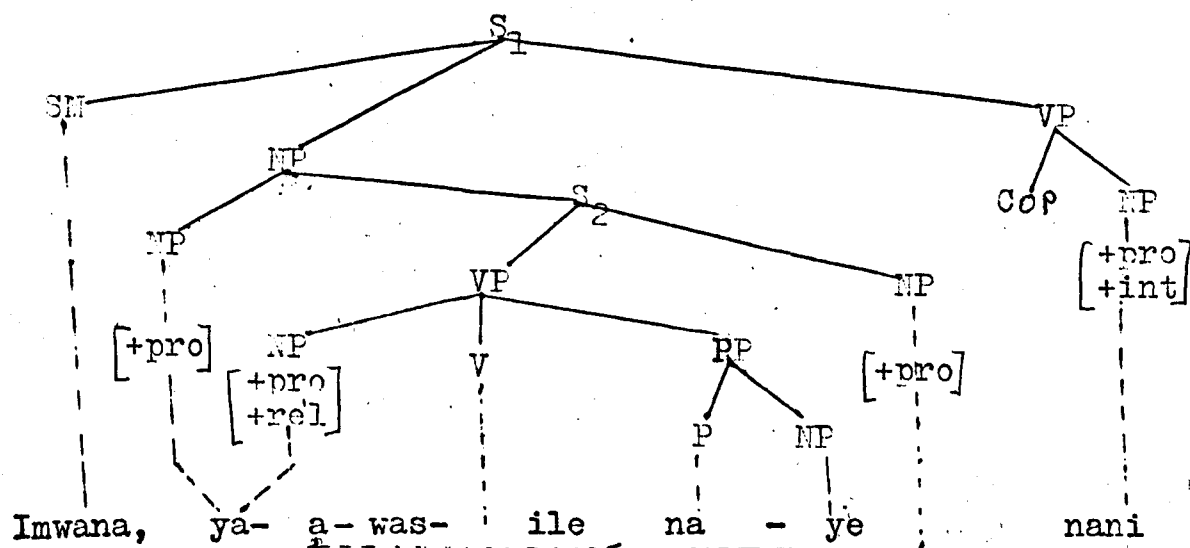 S1
SM VP
NP
S2 Cop NP
NP [+pro +int]
VP NP
[+pro] NP V PP [+pro]
[+pro +rel]
P NP
Imwana, ya- a- was- ile na - ye nani